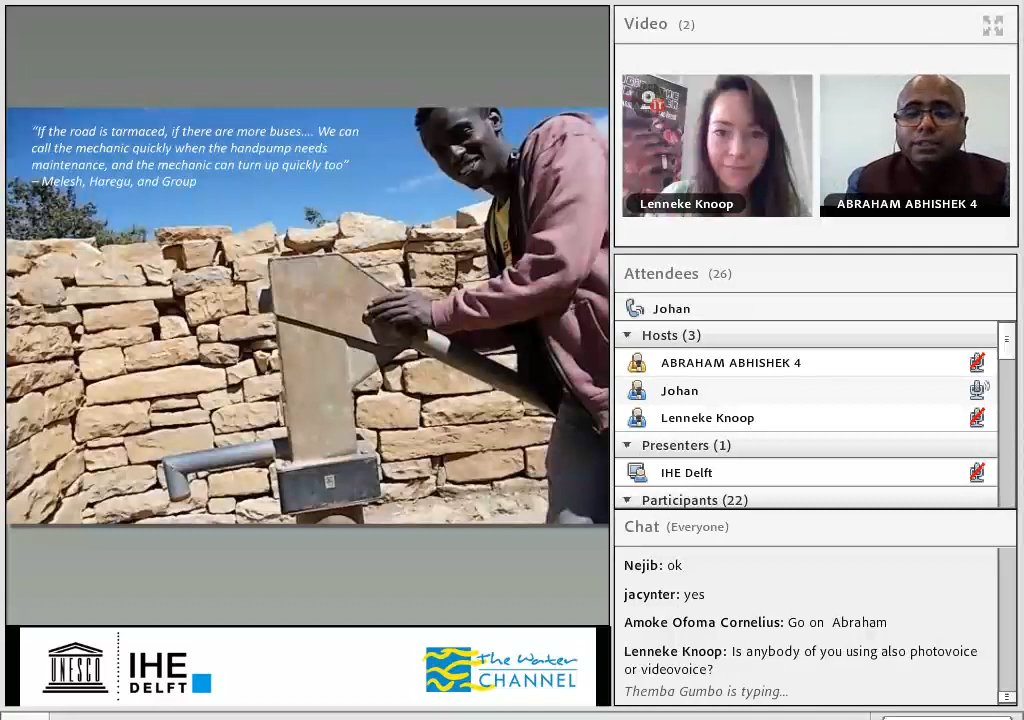 "If the road is tarmaced, if there are more buses.... We can
call the mechanic quickly when the handpump needs
maintenance, and the mechanic can turn up quickly too"
– Melesh, Haregu, and Group
UNESCO
IHE
DELFT
The Water
CHANNEL
Video (2)
Lenneke Knoop
ABRAHAM ABHISHEK 4
Attendees (26)
Johan
Hosts (3)
ABRAHAM ABHISHEK 4
Johan
Lenneke Knoop
Presenters (1)
IHE Delft
Participants (22)
Chat (Everyone)
Nejib: ok
jacynter: yes
Amoke Ofoma Cornelius: Go on Abraham
Lenneke Knoop: Is anybody of you using also photovoice
or videovoice?
Themba Gumbo is typing...